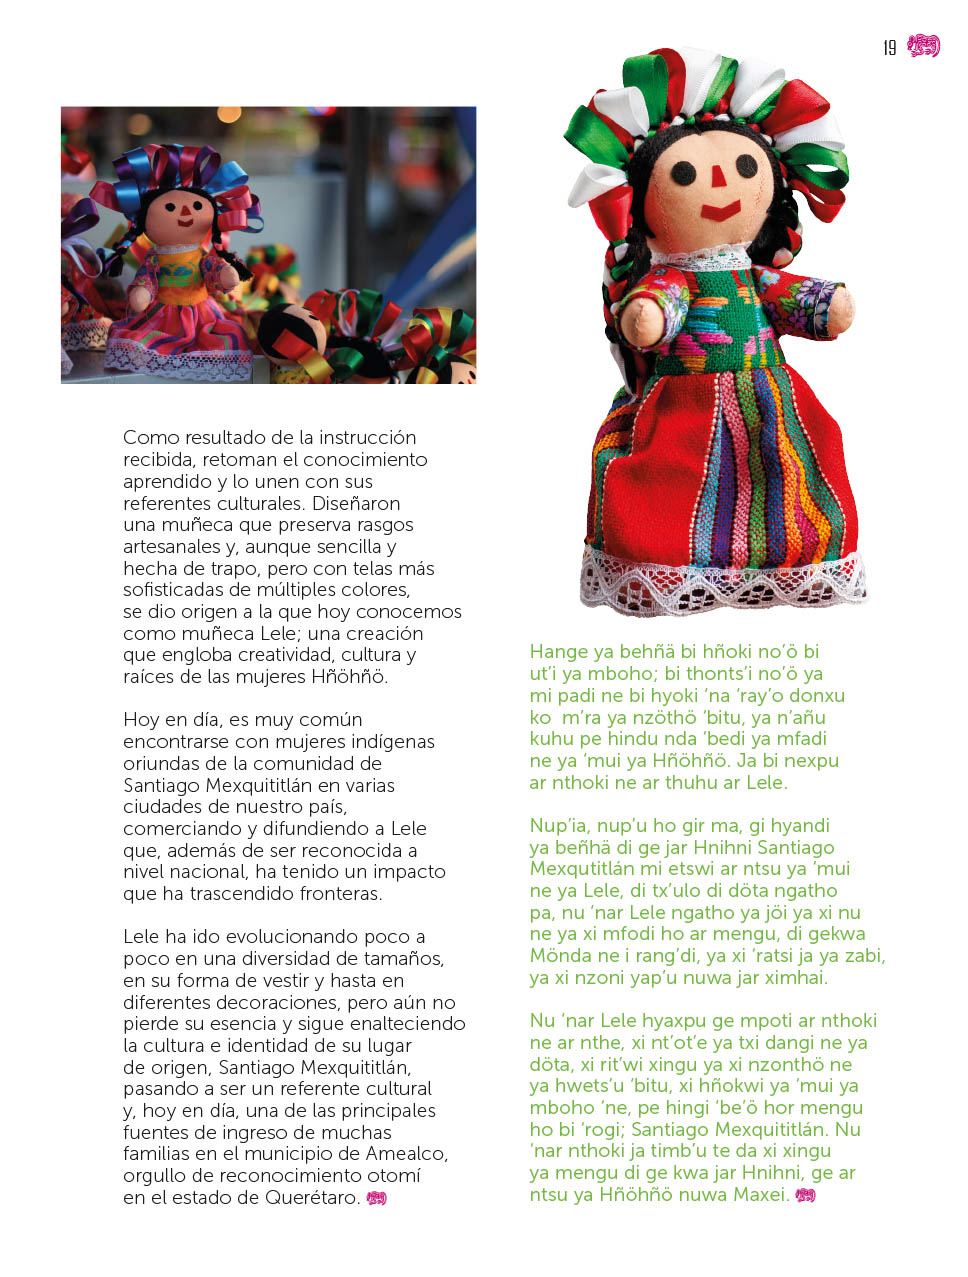 19
Como resultado de la instrucción
recibida, retoman el conocimiento
aprendido y lo unen con sus
referentes culturales. Diseñaron
una muñeca que preserva rasgos
artesanales y, aunque sencilla y
hecha de trapo, pero con telas más
sofisticadas de múltiples colores,
se dio origen a la que hoy conocemos
como muñeca Lele; una creación
que engloba creatividad, cultura y
raíces de las mujeres Hñöhñö.
Hoy en día, es muy común
encontrarse con mujeres indígenas
oriundas de la comunidad de
Santiago Mexquititlán en varias
ciudades de nuestro país,
comerciando y difundiendo a Lele
que, además de ser reconocida a
nivel nacional, ha tenido un impacto
que ha trascendido fronteras.
Lele ha ido evolucionando poco a
poco en una diversidad de tamaños,
en su forma de vestir y hasta en
diferentes decoraciones, pero aún no
pierde su esencia y sigue enalteciendo
la cultura e identidad de su lugar
de origen, Santiago Mexquititlán,
pasando a ser un referente cultural
y, hoy en día, una de las principales
fuentes de ingreso de muchas
familias en el municipio de Amealco,
orgullo de reconocimiento otomí
en el estado de Querétaro.
Hange ya behñä bi hñoki no’ö bi
ut’i ya mboho; bi thonts’i no’ö ya
mi padi ne bi hyoki ‘na ‘ray’o donxu
ko  m’ra ya nzöthö ‘bitu, ya n’añu
kuhu pe hindu nda ‘bedi ya mfadi
ne ya ‘mui ya Hñöhñö. Ja bi nexpu
ar nthoki ne ar thuhu ar Lele.
Nup’ia, nup’u ho gir ma, gi hyandi
ya beñhä di ge jar Hnihni Santiago
Mexqutitlán mi etswi ar ntsu ya ‘mui
ne ya Lele, di tx’ulo di döta ngatho
pa, nu ‘nar Lele ngatho ya jöi ya xi nu
ne ya xi mfodi ho ar mengu, di gekwa
Mönda ne i rang’di, ya xi ‘ratsi ja ya zabi,
ya xi nzoni yap’u nuwa jar ximhai.
Nu ‘nar Lele hyaxpu ge mpoti ar nthoki
ne ar nthe, xi nt’ot’e ya txi dangi ne ya
döta, xi rit’wi xingu ya xi nzonthö ne
ya hwets’u ‘bitu, xi hñokwi ya ‘mui ya
mboho ‘ne, pe hingi ‘be’ö hor mengu
ho bi ‘rogi; Santiago Mexquititlán. Nu
‘nar nthoki ja timb’u te da xi xingu
ya mengu di ge kwa jar Hnihni, ge ar
ntsu ya Hñöhñö nuwa Maxei.